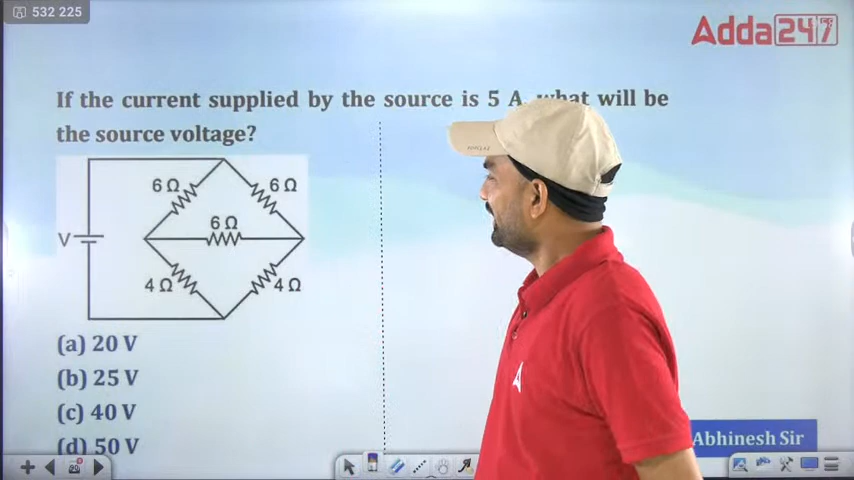 532 225
Adda247
If the current supplied by the source is 5 A, what will be
the source voltage?
6 Ω
6 Ω
6 Ω
V
4 Ω
4 Ω
(a) 20 V
(b) 25 V
(c) 40 V
(d) 50 V
Abhinesh Sir